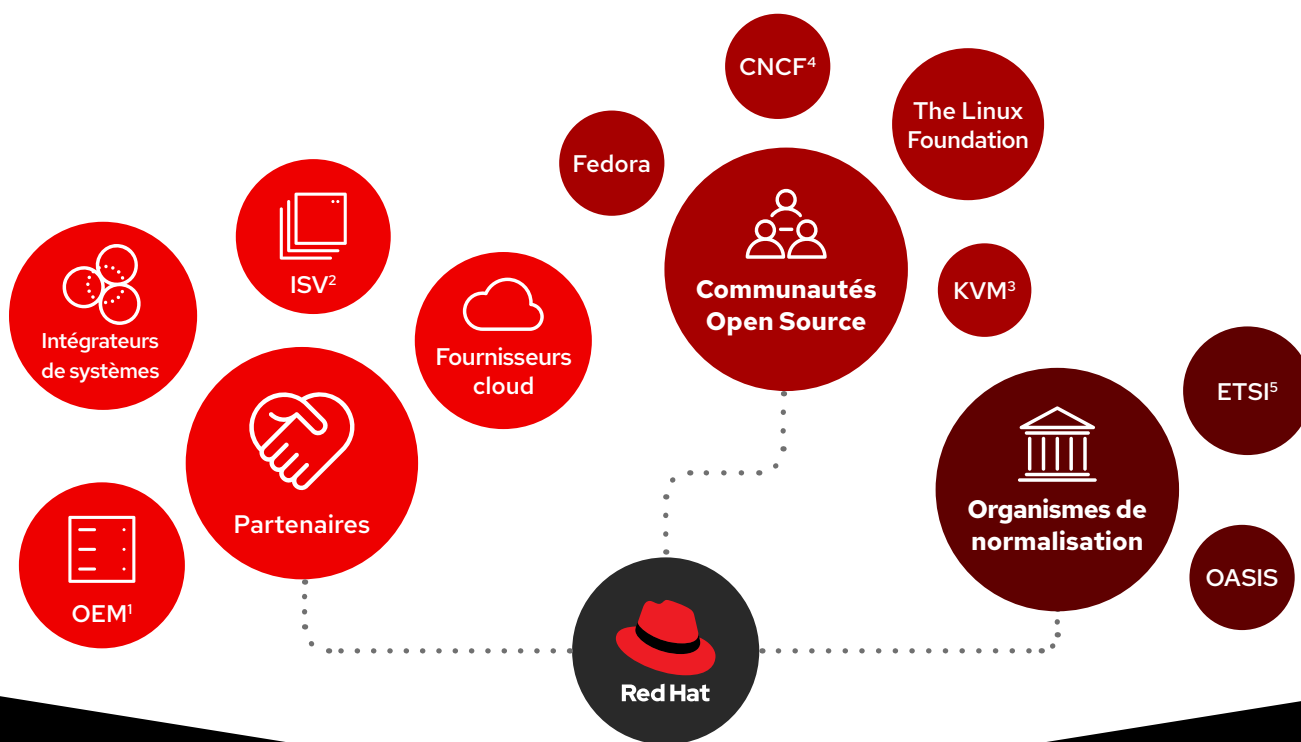 CNCF⁴
The Linux
Foundation
Fedora
ISV²
Communautés
Open Source
KVM³
Intégrateurs
de systèmes
Fournisseurs
cloud
ETSI⁵
Partenaires
Organismes de
normalisation
OEM¹
OASIS
Red Hat